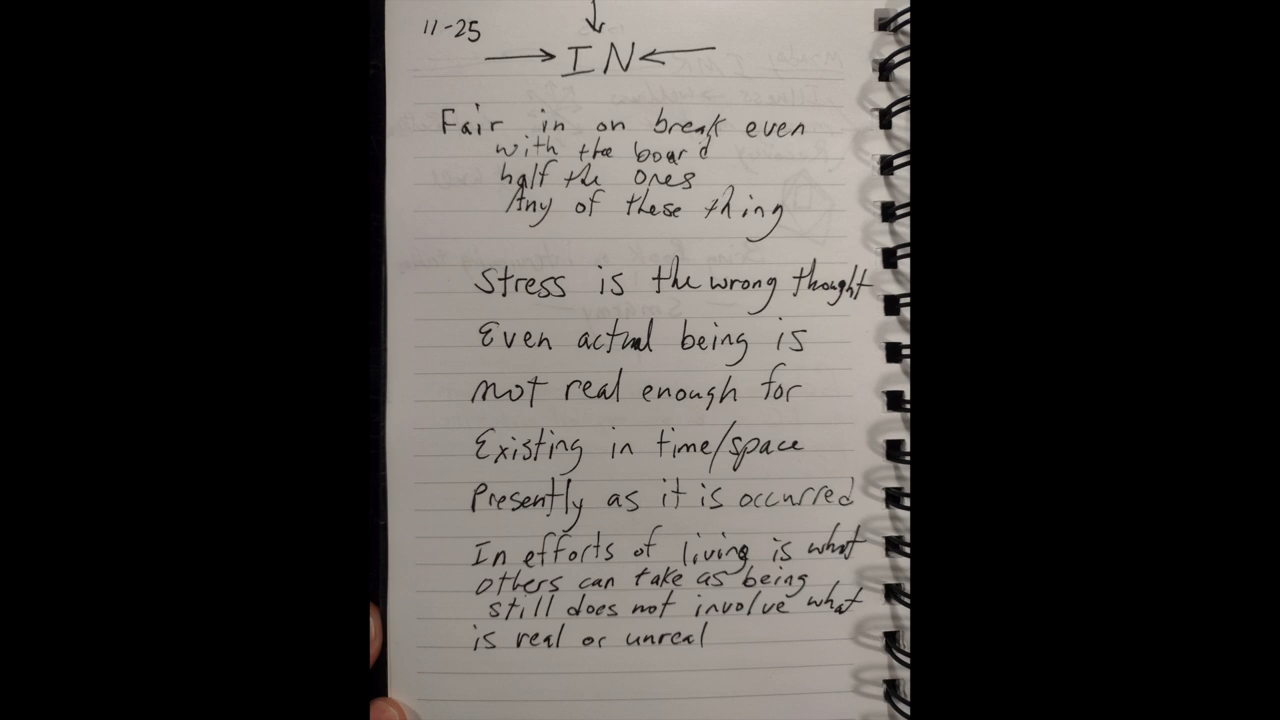 11-25
IN
Fair in on break even
with the board
half the ones
Any of these thing
Stress is the wrong thought
Even actual being is
not real enough for
Existing in time/space
Presently as it is occurred
In efforts of living is what
others can take as being
still does not involve what
is real or unreal